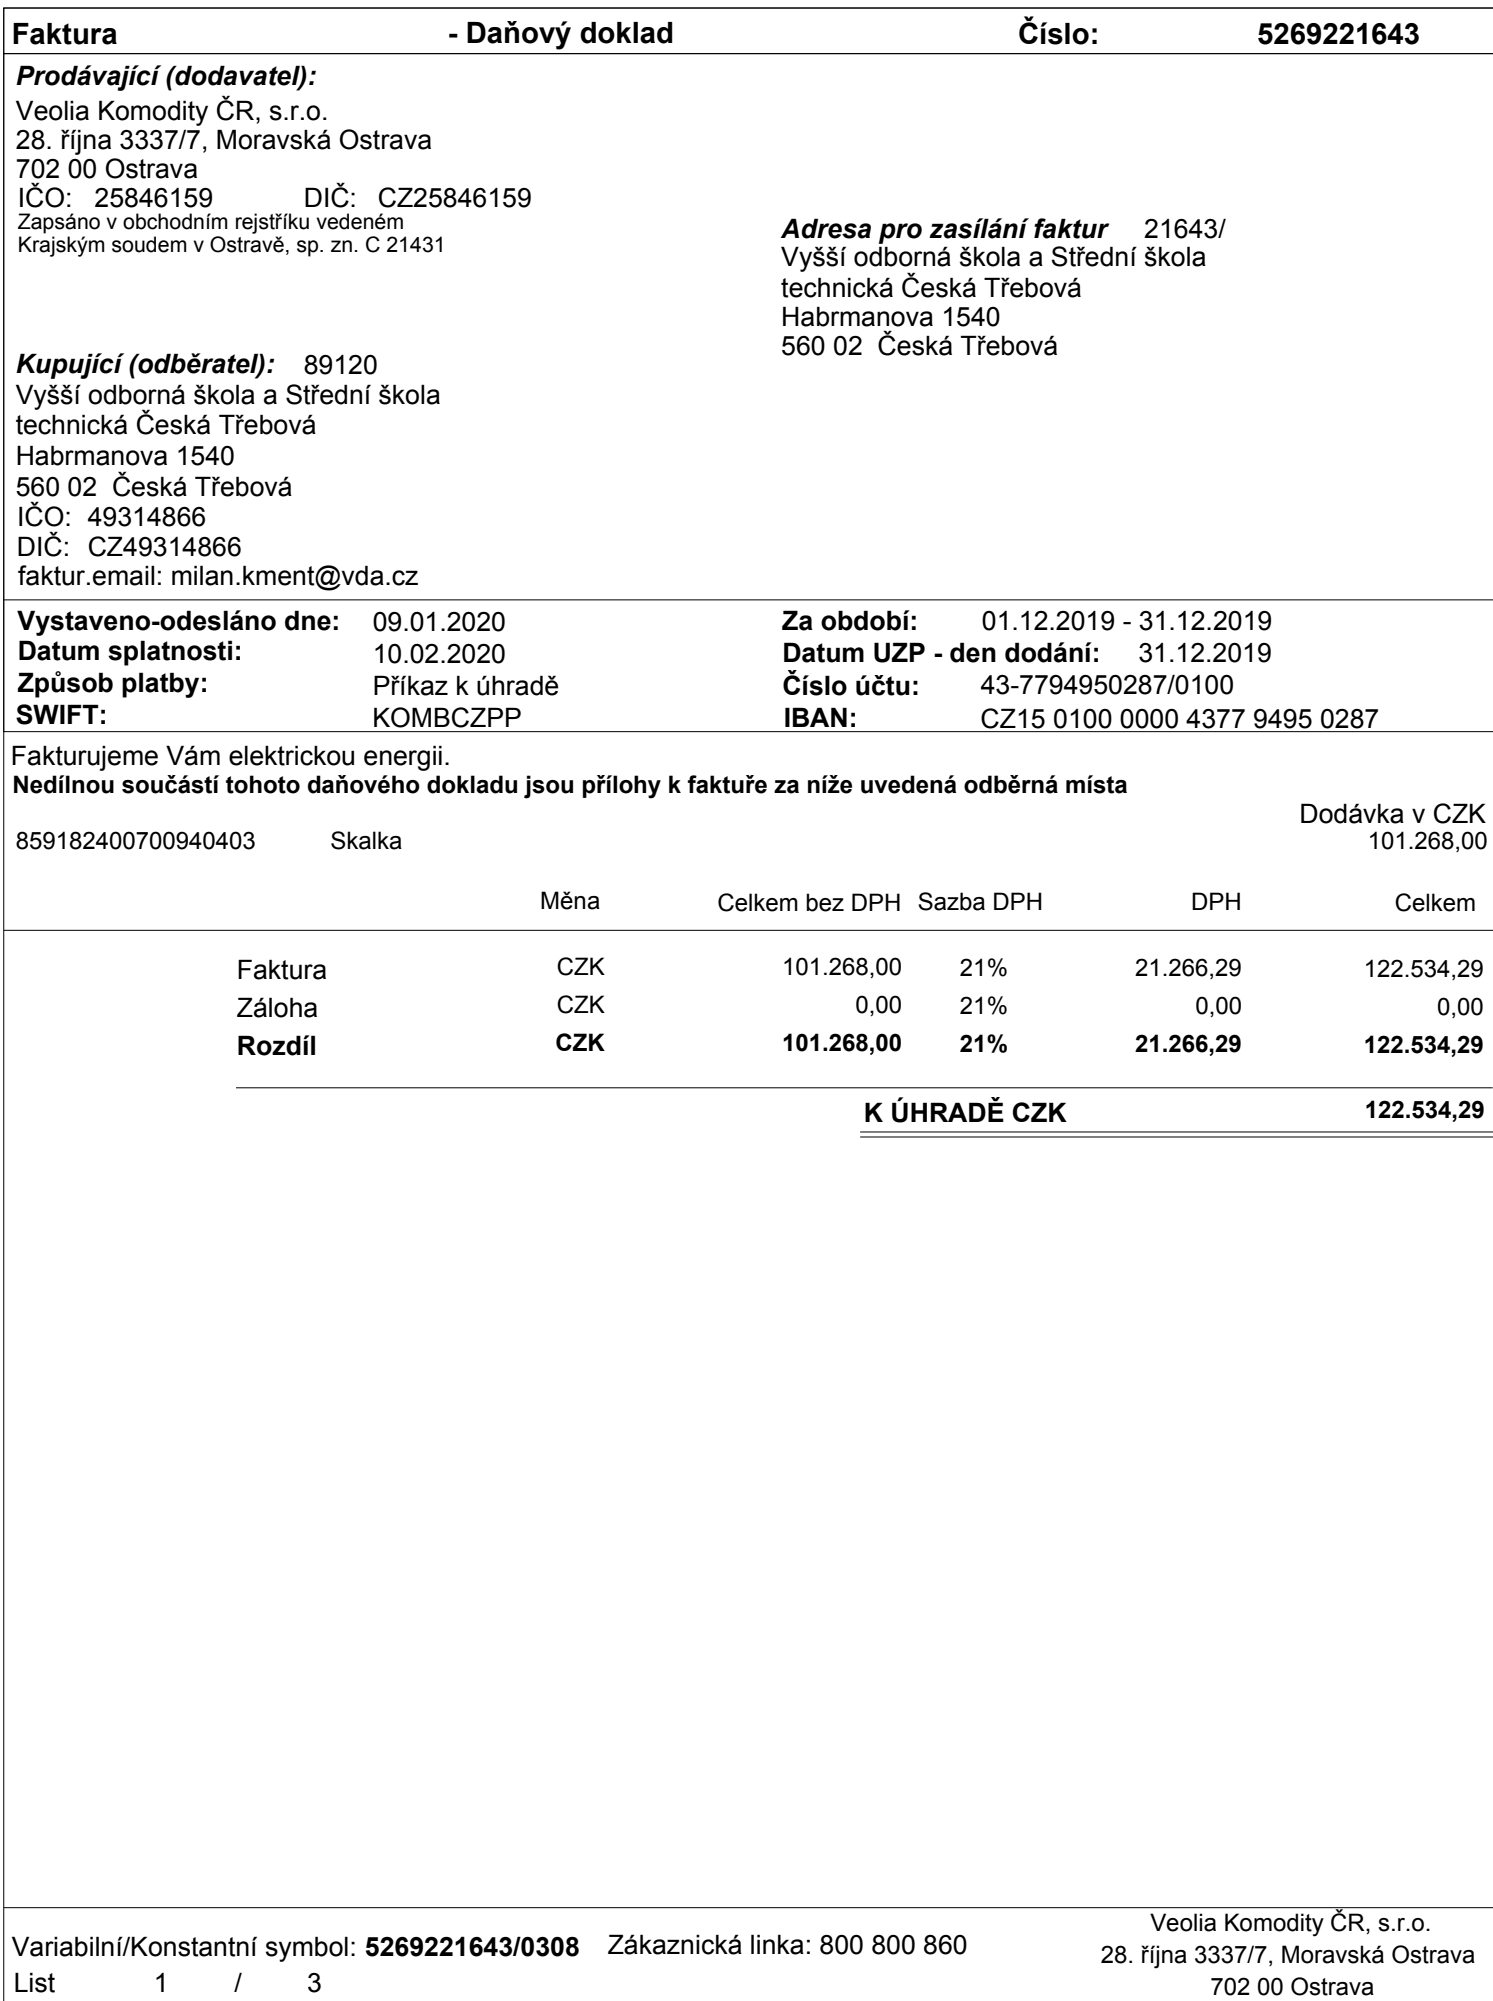 Faktura - Daňový doklad Číslo: 5269221643
Prodávající (dodavatel):
Veolia Komodity ČR, s.r.o.
28. října 3337/7, Moravská Ostrava
702 00 Ostrava
IČO: 25846159 DIČ: CZ25846159
Zapsáno v obchodním rejstříku vedeném
Krajským soudem v Ostravě, sp. zn. C 21431
Adresa pro zasílání faktur 21643/
Vyšší odborná škola a Střední škola
technická Česká Třebová
Habrmanova 1540
560 02 Česká Třebová
Kupující (odběratel): 89120
Vyšší odborná škola a Střední škola
technická Česká Třebová
Habrmanova 1540
560 02 Česká Třebová
IČO: 49314866
DIČ: CZ49314866
faktur.email: milan.kment@vda.cz
Vystaveno-odesláno dne: 09.01.2020 Za období: 01.12.2019 - 31.12.2019
Datum splatnosti: 10.02.2020 Datum UZP - den dodání: 31.12.2019
Způsob platby: Příkaz k úhradě Číslo účtu: 43-7794950287/0100
SWIFT: KOMBCZPP IBAN: CZ15 0100 0000 4377 9495 0287
Fakturujeme Vám elektrickou energii.
Nedílnou součástí tohoto daňového dokladu jsou přílohy k faktuře za níže uvedená odběrná místa
Dodávka v CZK
859182400700940403 Skalka 101.268,00
Měna Celkem bez DPH Sazba DPH DPH Celkem
Faktura CZK 101.268,00 21% 21.266,29 122.534,29
Záloha CZK 0,00 21% 0,00 0,00
Rozdíl CZK 101.268,00 21% 21.266,29 122.534,29
K ÚHRADĚ CZK 122.534,29
Variabilní/Konstantní symbol: 5269221643/0308 Zákaznická linka: 800 800 860
List 1 / 3
Veolia Komodity ČR, s.r.o.
28. října 3337/7, Moravská Ostrava
702 00 Ostrava